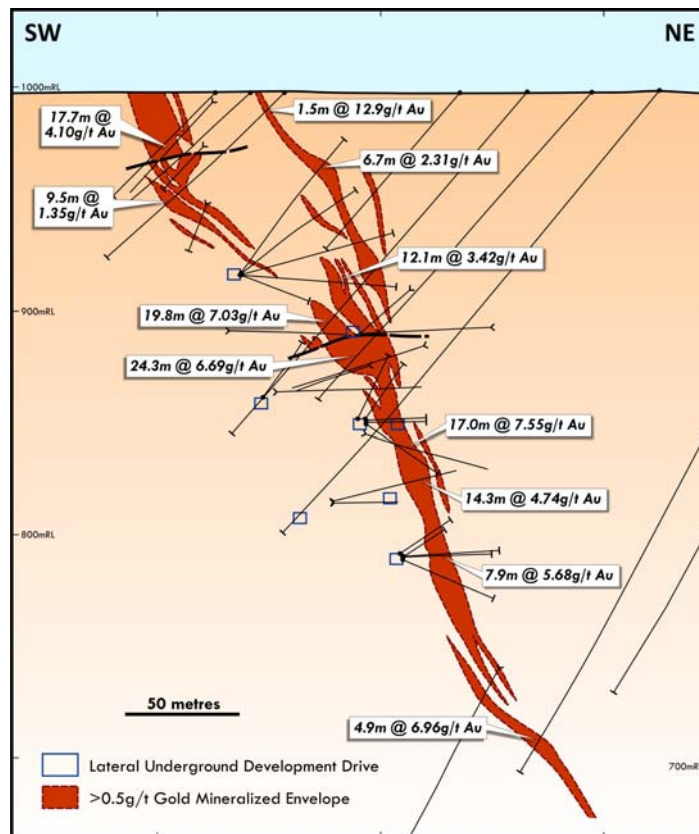 SW
NE
1000mRL
17.7m @
4.10g/t Au
1.5m @ 12.9g/t Au
6.7m @ 2.31g/t Au
9.5m @
1.35g/t Au
12.1m @ 3.42g/t Au
900mRL
19.8m @ 7.03g/t Au
24.3m @ 6.69g/t Au
17.0m @ 7.55g/t Au
14.3m @ 4.74g/t Au
800mRL
7.9m @ 5.68g/t Au
50 metres
4.9m @ 6.96g/t Au
Lateral Underground Development Drive
700mRL
>0.5g/t Gold Mineralized Envelope